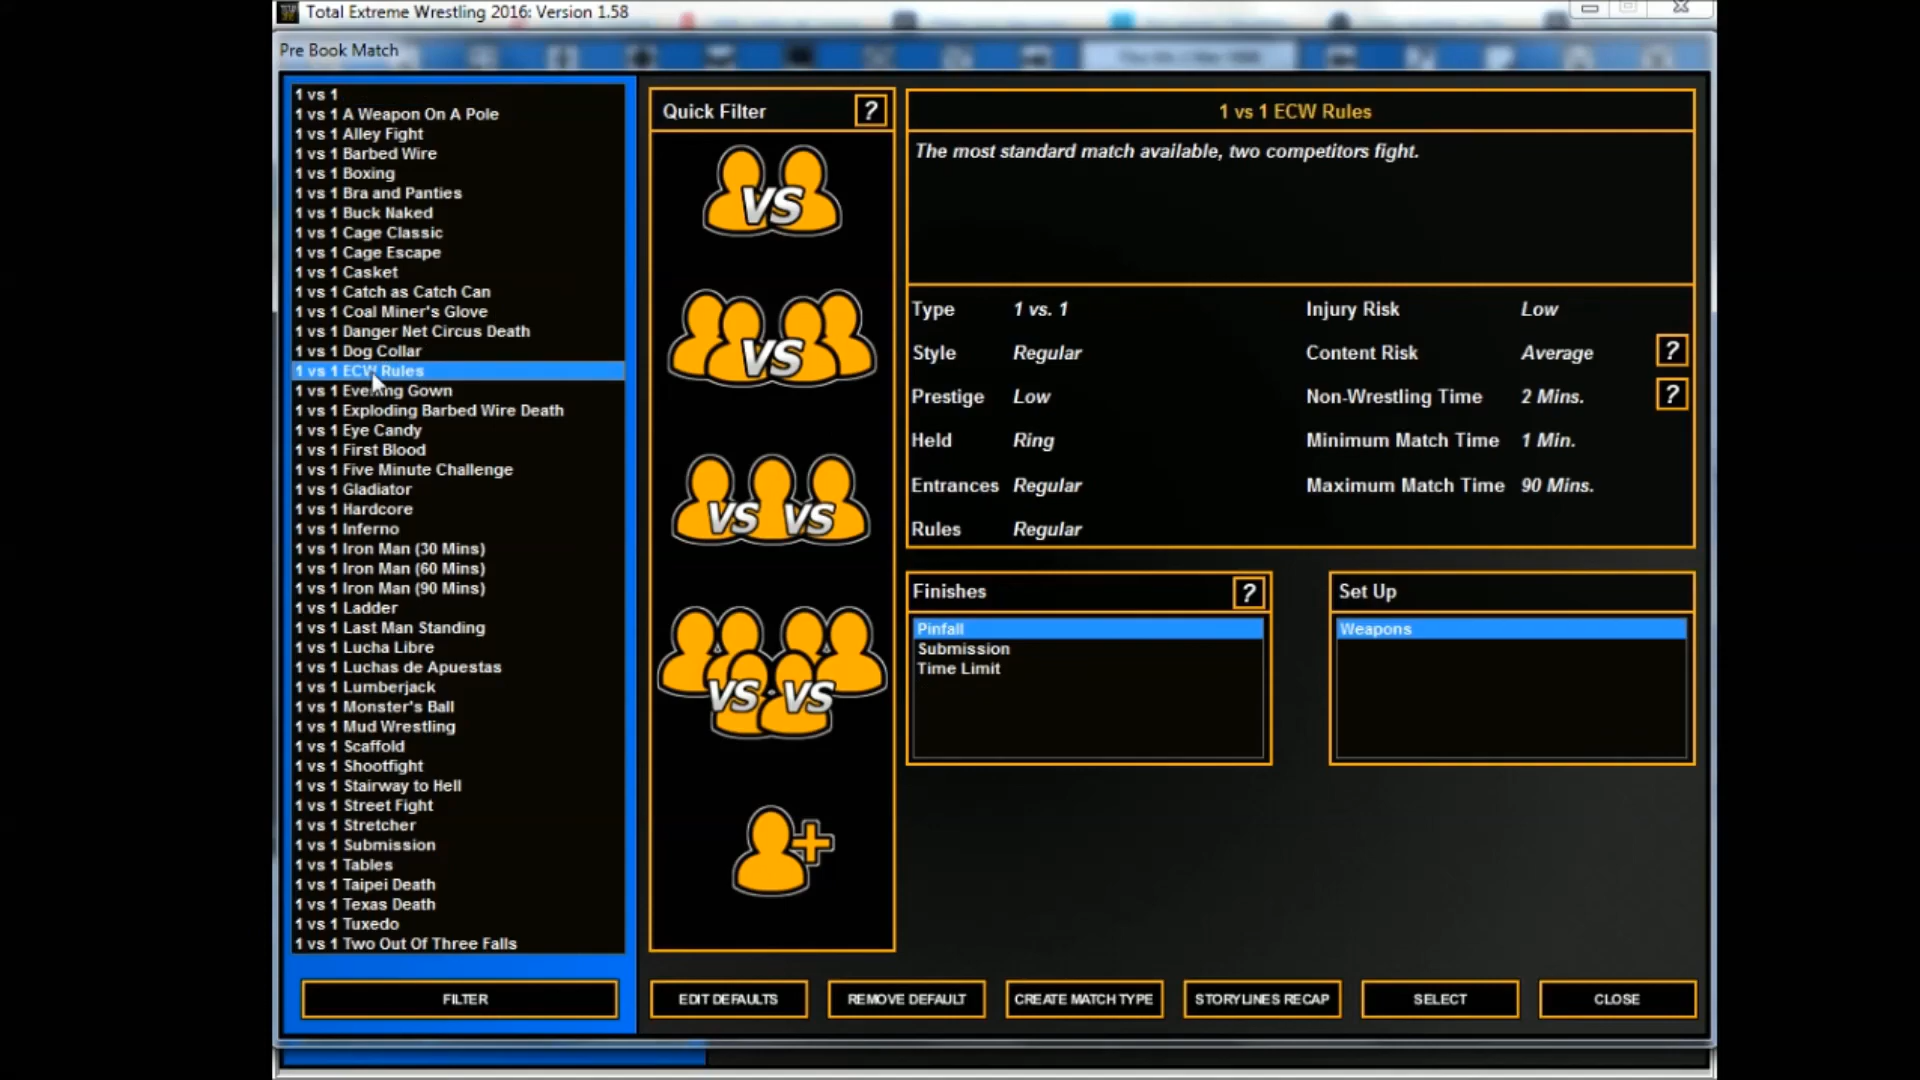 Total Extreme Wrestling 2016: Version 1.58
Pre Book Match
1 vs 1
1 vs 1 A Weapon On A Pole
1 vs 1 Alley Fight
1 vs 1 Barbed Wire
1 vs 1 Boxing
1 vs 1 Bra and Panties
1 vs 1 Buck Naked
1 vs 1 Cage Classic
1 vs 1 Cage Escape
1 vs 1 Casket
1 vs 1 Catch as Catch Can
1 vs 1 Coal Miner's Glove
1 vs 1 Danger Net Circus Death
1 vs 1 Dog Collar
1 vs 1 ECW Rules
1 vs 1 Evening Gown
1 vs 1 Exploding Barbed Wire Death
1 vs 1 Eye Candy
1 vs 1 First Blood
1 vs 1 Five Minute Challenge
1 vs 1 Gladiator
1 vs 1 Hardcore
1 vs 1 Inferno
1 vs 1 Iron Man (30 Mins)
1 vs 1 Iron Man (60 Mins)
1 vs 1 Iron Man (90 Mins)
1 vs 1 Ladder
1 vs 1 Last Man Standing
1 vs 1 Lucha Libre
1 vs 1 Luchas de Apuestas
1 vs 1 Lumberjack
1 vs 1 Monster's Ball
1 vs 1 Mud Wrestling
1 vs 1 Scaffold
1 vs 1 Shootfight
1 vs 1 Stairway to Hell
1 vs 1 Street Fight
1 vs 1 Stretcher
1 vs 1 Submission
1 vs 1 Tables
1 vs 1 Taipei Death
1 vs 1 Texas Death
1 vs 1 Tuxedo
1 vs 1 Two Out Of Three Falls
FILTER
Quick Filter ?
VS
VS
VS VS
VS VS
1 vs 1 ECW Rules
The most standard match available, two competitors fight.
Type 1 vs. 1 Injury Risk Low
Style Regular Content Risk Average ?
Prestige Low Non-Wrestling Time 2 Mins. ?
Held Ring Minimum Match Time 1 Min.
Entrances Regular Maximum Match Time 90 Mins.
Rules Regular
Finishes ?
Pinfall
Submission
Time Limit
Set Up
Weapons
EDIT DEFAULTS REMOVE DEFAULT CREATE MATCH TYPE STORYLINES RECAP SELECT CLOSE